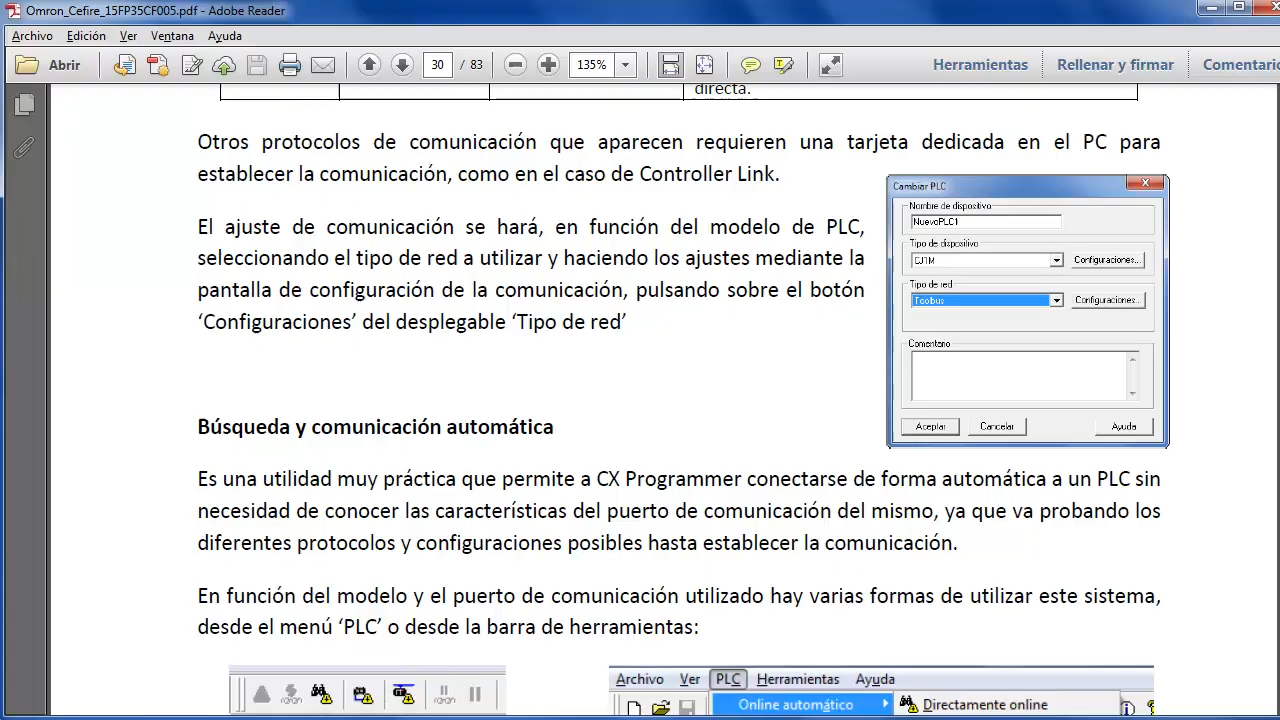 Omron_Cefire_15FP35CF005.pdf - Adobe Reader
Archivo Edición Ver Ventana Ayuda
Abrir 30 / 83 135% Herramientas Rellenar y firmar Comentario
directa.
Otros protocolos de comunicación que aparecen requieren una tarjeta dedicada en el PC para
establecer la comunicación, como en el caso de Controller Link.
El ajuste de comunicación se hará, en función del modelo de PLC,
seleccionando el tipo de red a utilizar y haciendo los ajustes mediante la
pantalla de configuración de la comunicación, pulsando sobre el botón
‘Configuraciones’ del desplegable ‘Tipo de red’
Cambiar PLC
Nombre de dispositivo
NuevoPLC1
Tipo de dispositivo
CJ1M Configuraciones...
Tipo de red
Toolbus Configuraciones...
Comentario
Aceptar Cancelar Ayuda
Búsqueda y comunicación automática
Es una utilidad muy práctica que permite a CX Programmer conectarse de forma automática a un PLC sin
necesidad de conocer las características del puerto de comunicación del mismo, ya que va probando los
diferentes protocolos y configuraciones posibles hasta establecer la comunicación.
En función del modelo y el puerto de comunicación utilizado hay varias formas de utilizar este sistema,
desde el menú ‘PLC’ o desde la barra de herramientas:
Archivo Ver PLC Herramientas Ayuda
Online automático Directamente online